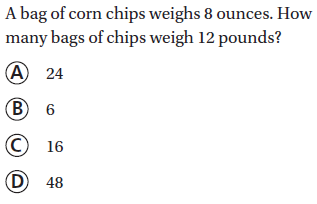 A bag of corn chips weighs 8 ounces. How
many bags of chips weigh 12 pounds?
A 24
B 6
C 16
D 48